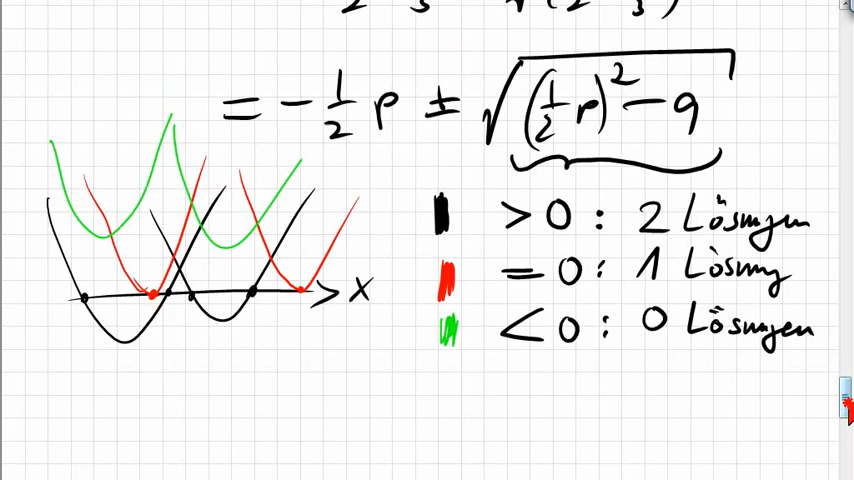 = - 1/2 p ± √((1/2 p)² - q)
> 0 : 2 Lösungen
= 0 : 1 Lösung
> x
< 0 : 0 Lösungen